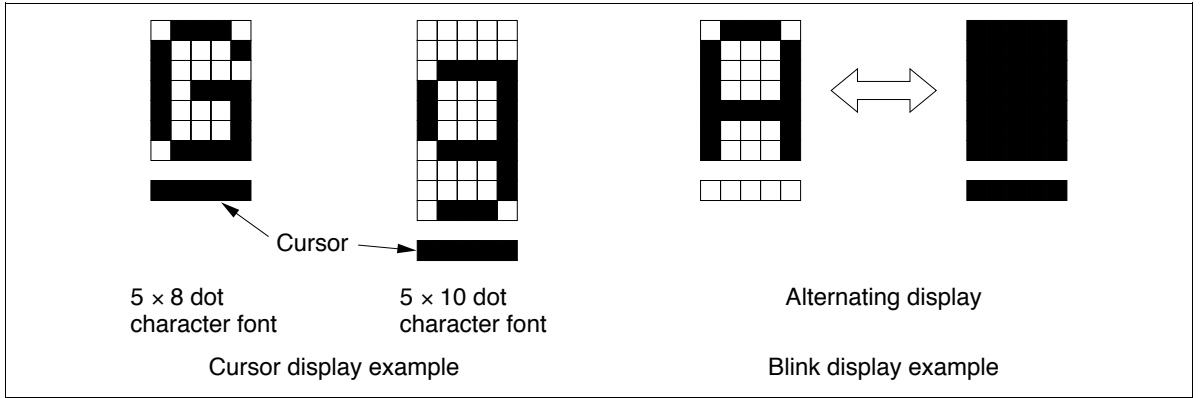 Cursor
5 × 8 dot
character font
5 × 10 dot
character font
Alternating display
Cursor display example
Blink display example